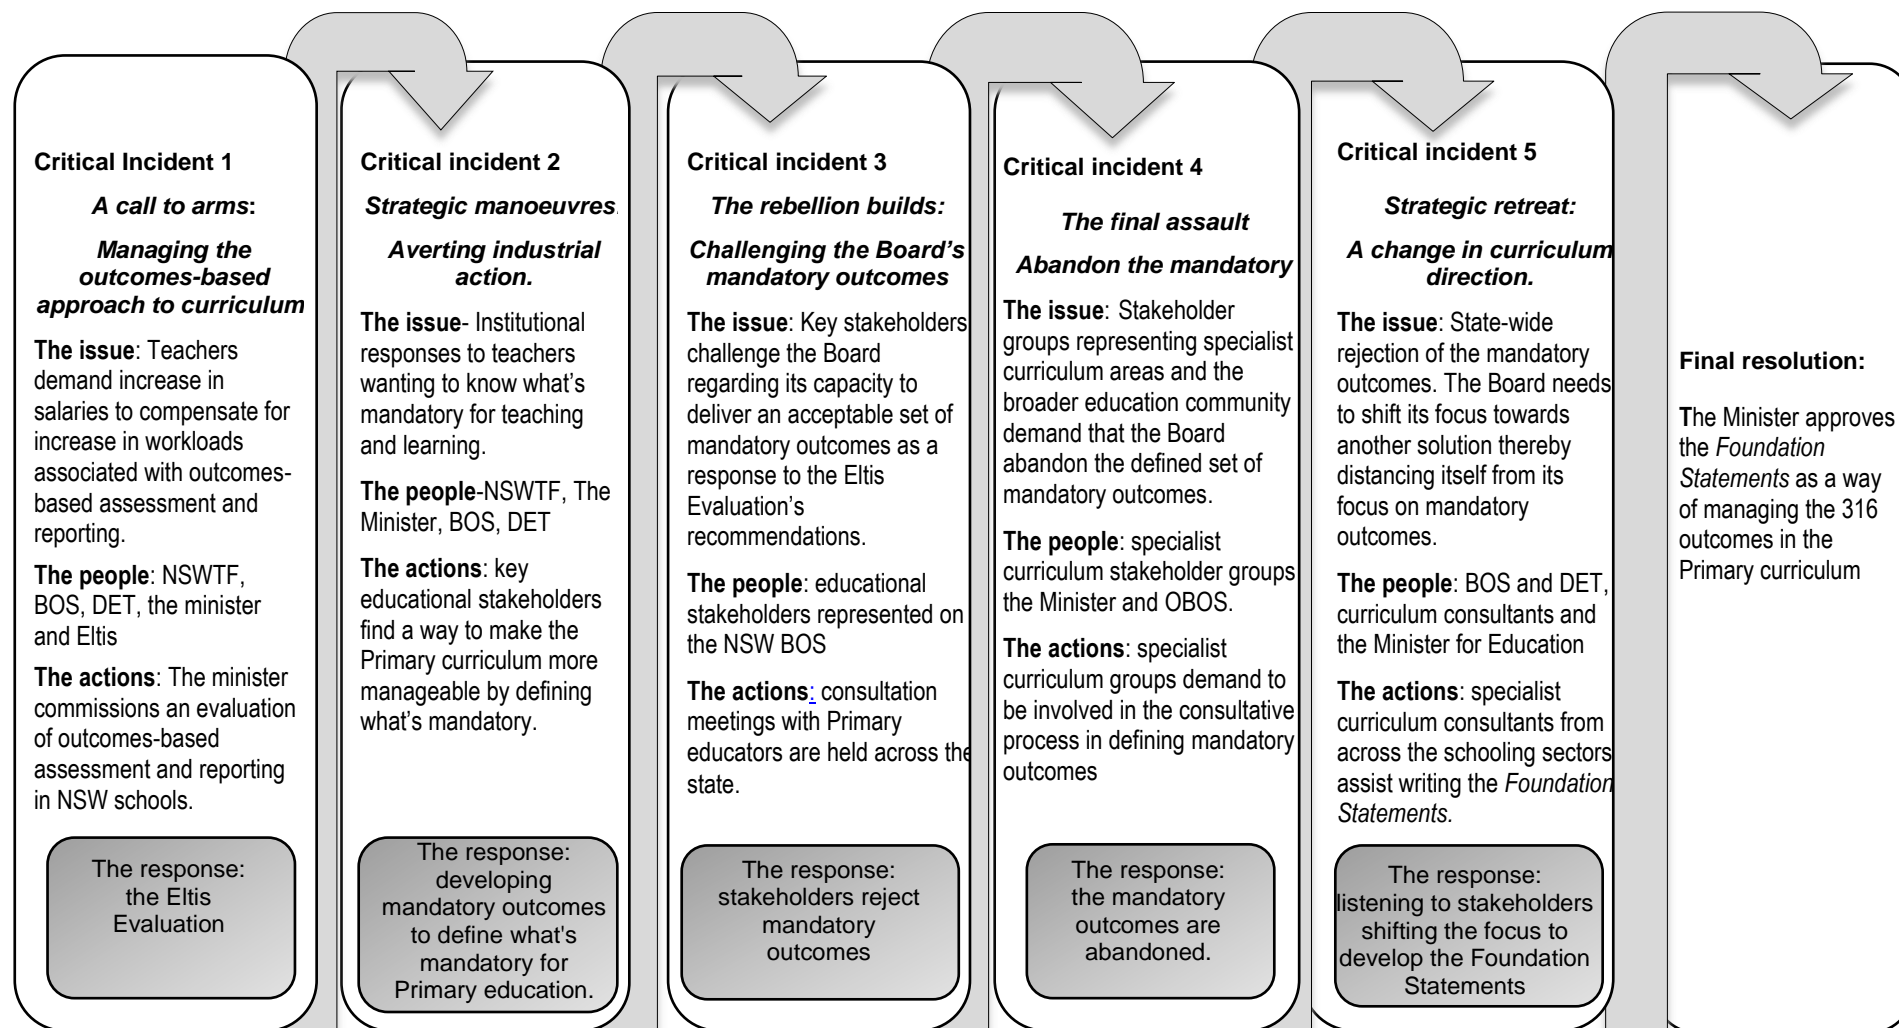 Critical Incident 1
A call to arms:
Managing the
outcomes-based
approach to curriculum
The issue: Teachers
demand increase in
salaries to compensate for
increase in workloads
associated with outcomes-
based assessment and
reporting.
The people: NSWTF,
BOS, DET, the minister
and Eltis
The actions: The minister
commissions an evaluation
of outcomes-based
assessment and reporting
in NSW schools.
The response:
the Eltis
Evaluation
Critical incident 2
Strategic manoeuvres.
Averting industrial
action.
The issue- Institutional
responses to teachers
wanting to know what's
mandatory for teaching
and learning.
The people-NSWTF, The
Minister, BOS, DET
The actions: key
educational stakeholders
find a way to make the
Primary curriculum more
manageable by defining
what's mandatory.
The response:
developing
mandatory outcomes
to define what's
mandatory for
Primary education.
Critical incident 3
The rebellion builds:
Challenging the Board's
mandatory outcomes
The issue: Key stakeholders
challenge the Board
regarding its capacity to
deliver an acceptable set of
mandatory outcomes as a
response to the Eltis
Evaluation's
recommendations.
The people: educational
stakeholders represented on
the NSW BOS
The actions: consultation
meetings with Primary
educators are held across the
state.
The response:
stakeholders reject
mandatory
outcomes
Critical incident 4
The final assault
Abandon the mandatory
The issue: Stakeholder
groups representing specialist
curriculum areas and the
broader education community
demand that the Board
abandon the defined set of
mandatory outcomes.
The people: specialist
curriculum stakeholder groups
the Minister and OBOS.
The actions: specialist
curriculum groups demand to
be involved in the consultative
process in defining mandatory
outcomes
The response:
the mandatory
outcomes are
abandoned.
Critical incident 5
Strategic retreat:
A change in curriculum
direction.
The issue: State-wide
rejection of the mandatory
outcomes. The Board needs
to shift its focus towards
another solution thereby
distancing itself from its
focus on mandatory
outcomes.
The people: BOS and DET,
curriculum consultants and
the Minister for Education
The actions: specialist
curriculum consultants from
across the schooling sectors
assist writing the Foundation
Statements.
The response:
listening to stakeholders
shifting the focus to
develop the Foundation
Statements
Final resolution:
The Minister approves
the Foundation
Statements as a way
of managing the 316
outcomes in the
Primary curriculum